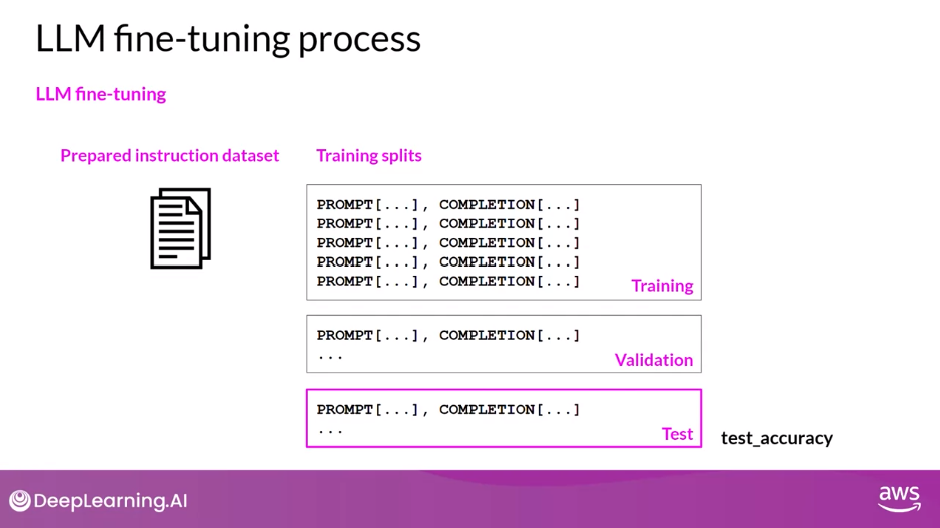 LLM fine-tuning process
LLM fine-tuning
Prepared instruction dataset
Training splits
PROMPT[...], COMPLETION[...]
PROMPT[...], COMPLETION[...]
PROMPT[...], COMPLETION[...]
PROMPT[...], COMPLETION[...]
PROMPT[...], COMPLETION[...]
Training
PROMPT[...], COMPLETION[...]
...
Validation
PROMPT[...], COMPLETION[...]
...
Test
test_accuracy
DeepLearning.AI
aws